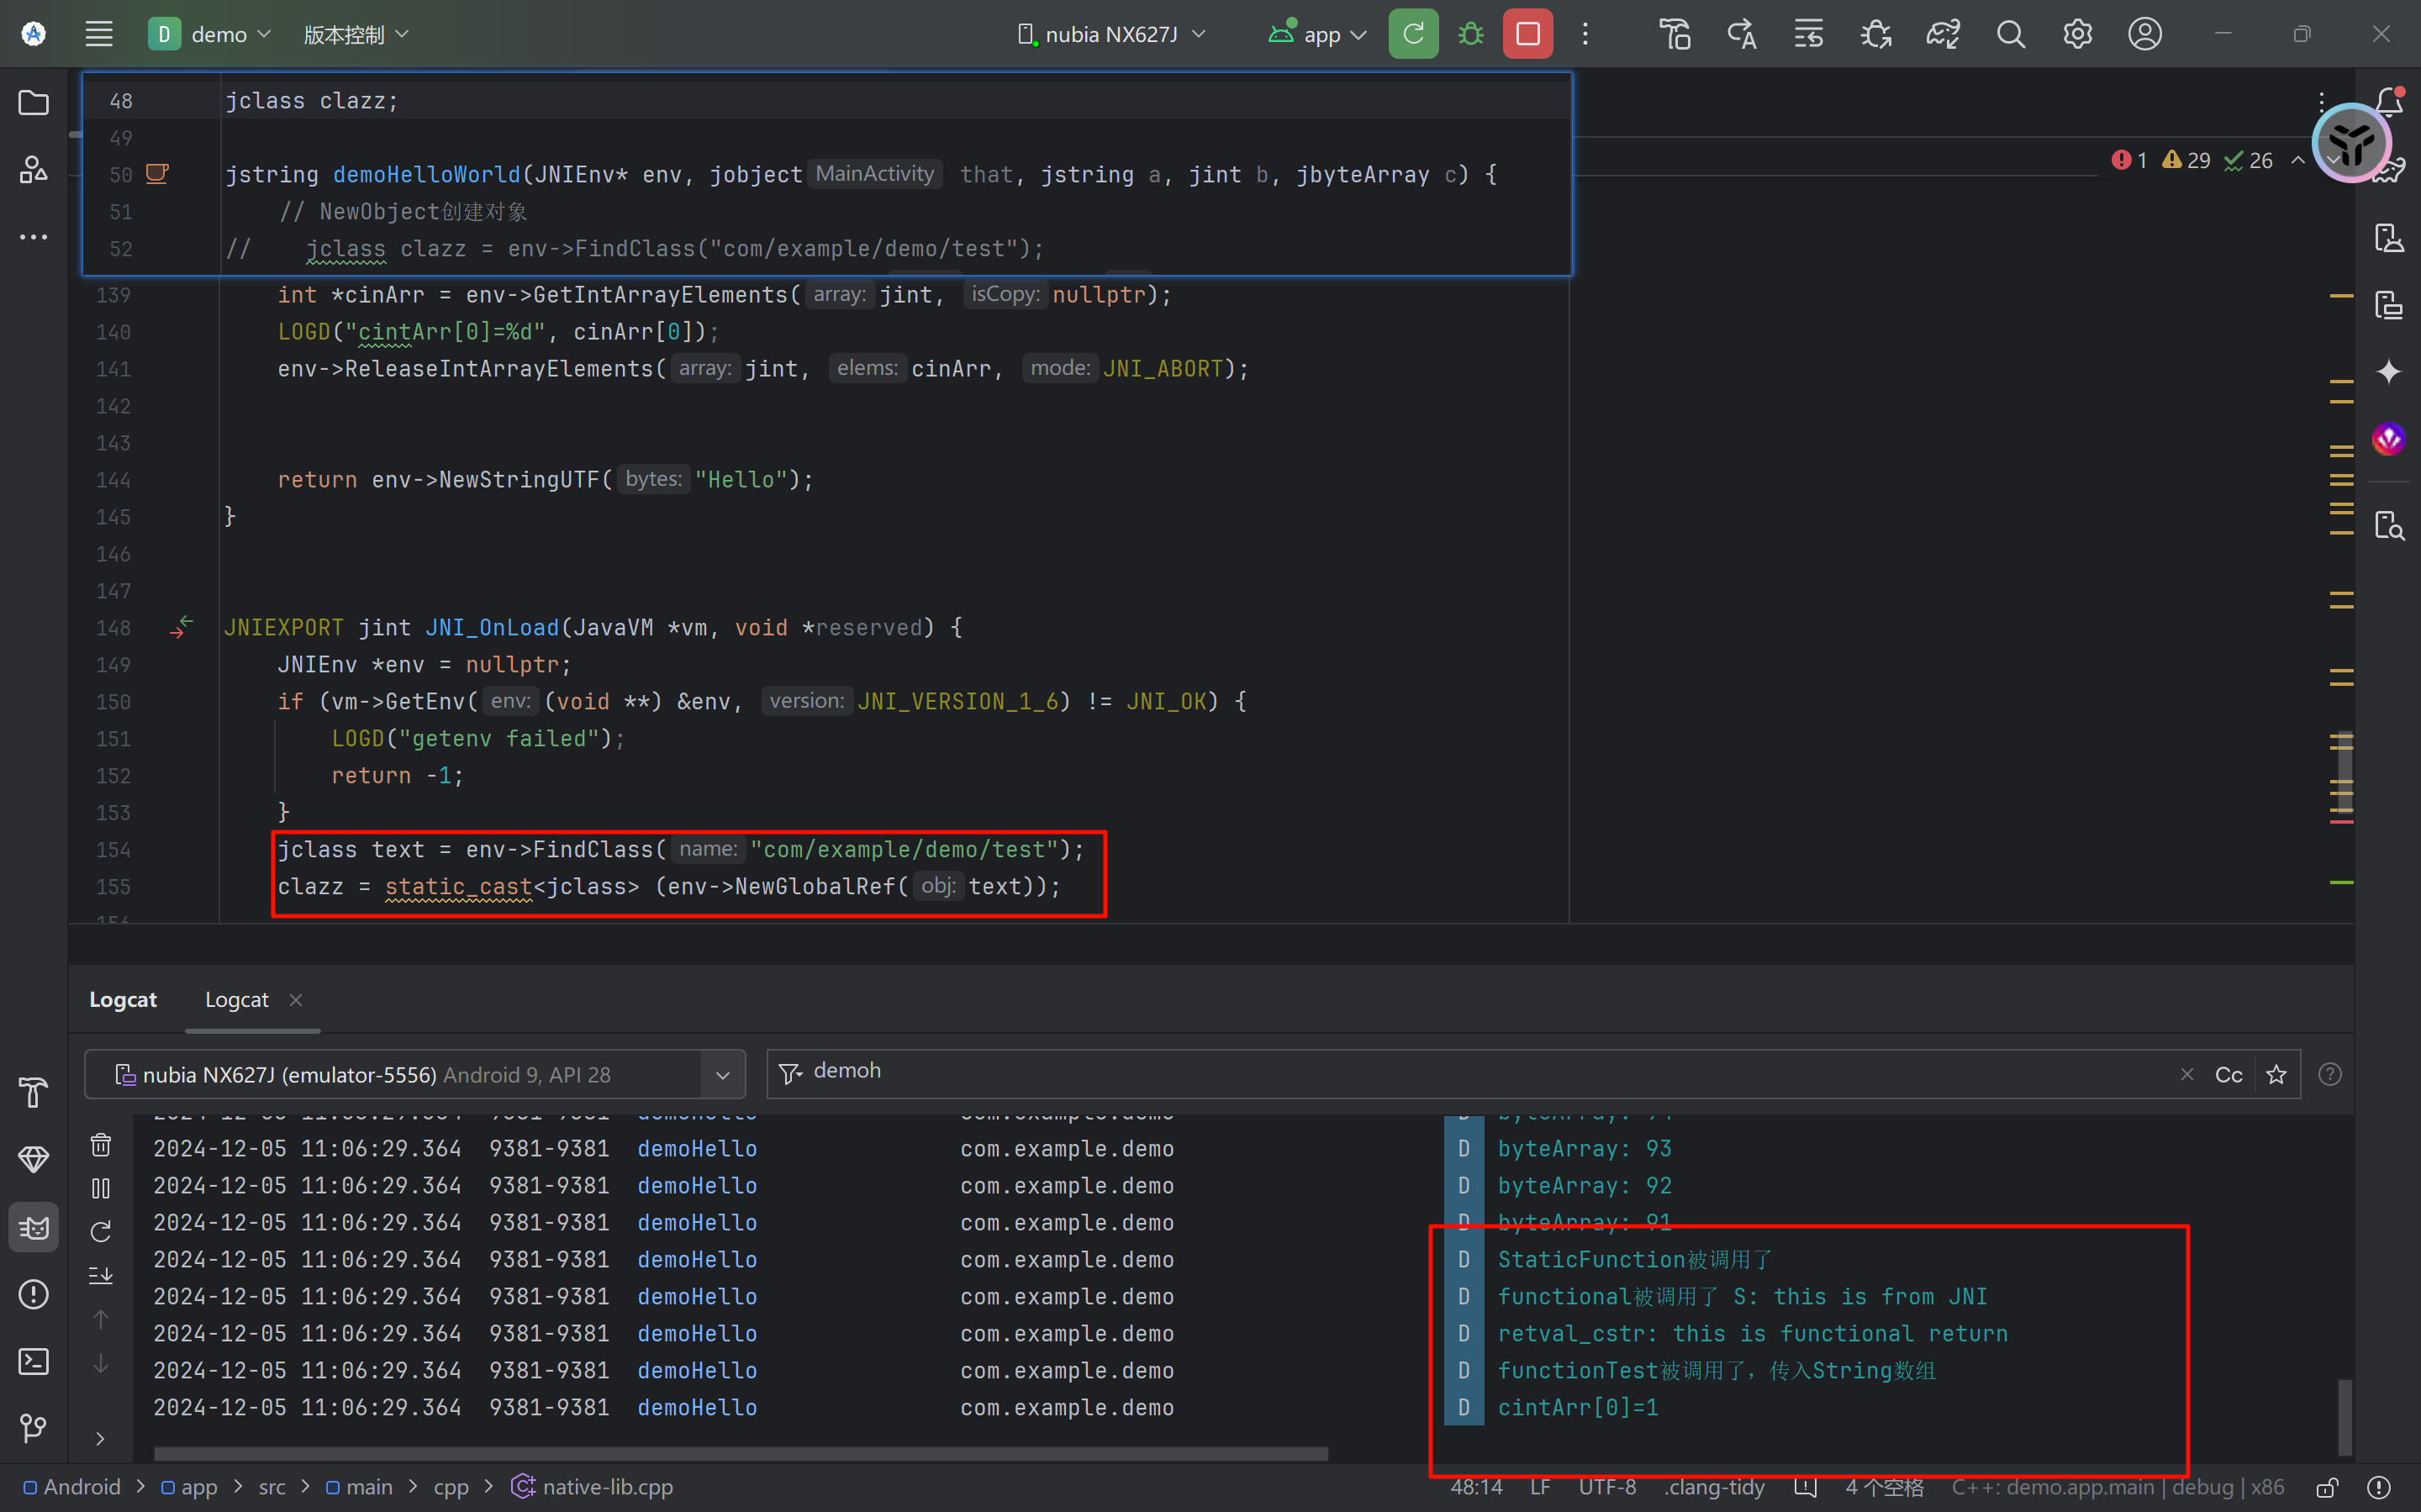 D demo 版本控制 nubia NX627J app
48 jclass clazz;
49
50 jstring demoHelloWorld(JNIEnv* env, jobject MainActivity that, jstring a, jint b, jbyteArray c) {
51 // NewObject创建对象
52 // jclass clazz = env->FindClass("com/example/demo/test");
1 29 26
139 int *cinArr = env->GetIntArrayElements( array: jint, isCopy: nullptr);
140 LOGD("cintArr[0]=%d", cinArr[0]);
141 env->ReleaseIntArrayElements( array: jint, elems: cinArr, mode: JNI_ABORT);
142
143
144 return env->NewStringUTF( bytes: "Hello");
145 }
146
147
148 JNIEXPORT jint JNI_OnLoad(JavaVM *vm, void *reserved) {
149 JNIEnv *env = nullptr;
150 if (vm->GetEnv( env: (void **) &env, version: JNI_VERSION_1_6) != JNI_OK) {
151 LOGD("getenv failed");
152 return -1;
153 }
154 jclass text = env->FindClass( name: "com/example/demo/test");
155 clazz = static_cast<jclass> (env->NewGlobalRef( obj: text));
Logcat Logcat
nubia NX627J (emulator-5556) Android 9, API 28 demoh Cc
2024-12-05 11:06:29.364 9381-9381 demoHello com.example.demo D byteArray: 93
2024-12-05 11:06:29.364 9381-9381 demoHello com.example.demo D byteArray: 92
2024-12-05 11:06:29.364 9381-9381 demoHello com.example.demo D byteArray: 91
2024-12-05 11:06:29.364 9381-9381 demoHello com.example.demo D StaticFunction被调用了
2024-12-05 11:06:29.364 9381-9381 demoHello com.example.demo D functional被调用了 S: this is from JNI
2024-12-05 11:06:29.364 9381-9381 demoHello com.example.demo D retval_cstr: this is functional return
2024-12-05 11:06:29.364 9381-9381 demoHello com.example.demo D functionTest被调用了，传入String数组
2024-12-05 11:06:29.364 9381-9381 demoHello com.example.demo D cintArr[0]=1
Android > app > src > main > cpp > native-lib.cpp 48:14 LF UTF-8 .clang-tidy 4 个空格 C++: demo.app.main | debug | x86